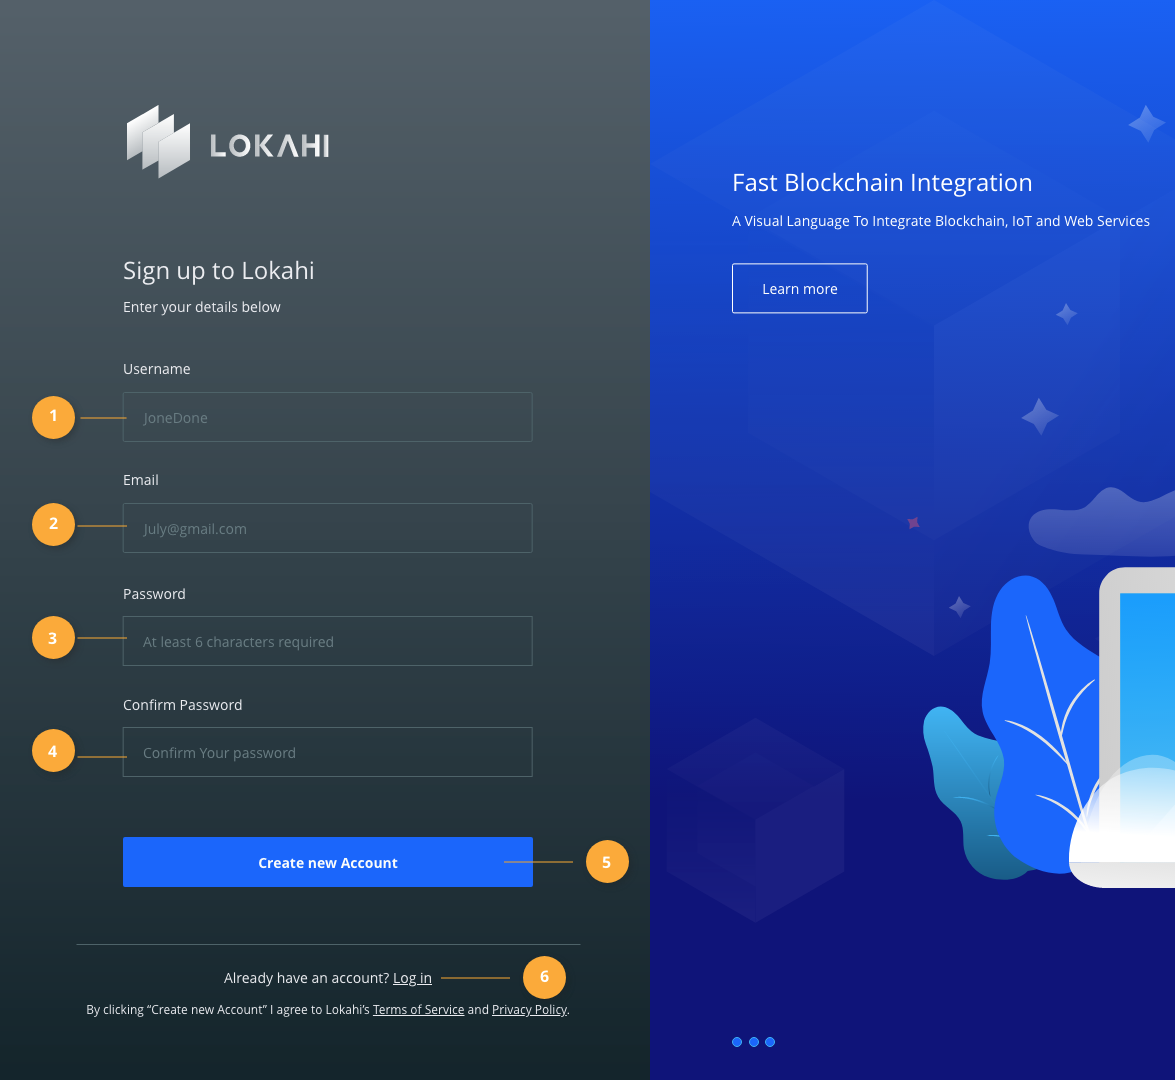 LOKAHI
Sign up to Lokahi
Enter your details below
Username
1
JoneDone
Email
2
July@gmail.com
Password
3
At least 6 characters required
Confirm Password
4
Confirm Your password
Create new Account
5
Already have an account? Log in
6
By clicking “Create new Account” I agree to Lokahi’s Terms of Service and Privacy Policy.
Fast Blockchain Integration
A Visual Language To Integrate Blockchain, IoT and Web Services
Learn more